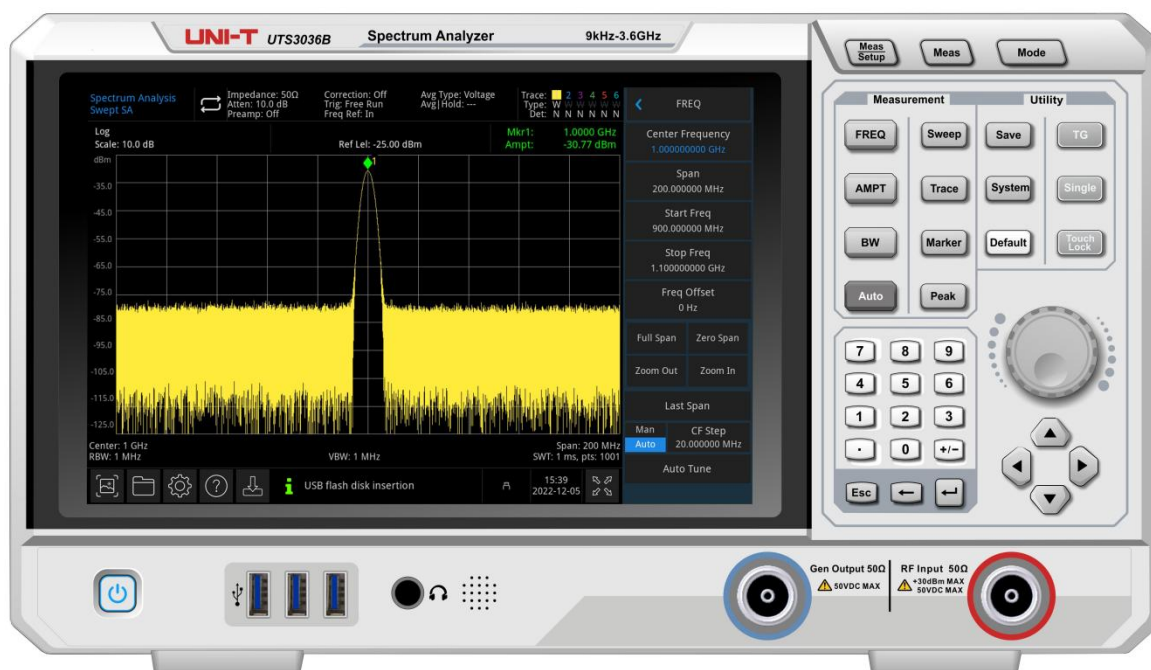 UNI-T UTS3036B Spectrum Analyzer 9kHz-3.6GHz
Meas Setup
Meas
Mode
Spectrum Analysis
Swept SA
Impedance: 50Ω
Atten: 10.0 dB
Preamp: Off
Correction: Off
Trig: Free Run
Freq Ref: In
Avg Type: Voltage
Avg|Hold: ---
Trace: 1 2 3 4 5 6
Type: W W W W W W
Det: N N N N N N
Log
Scale: 10.0 dB
Ref Lel: -25.00 dBm
Mkr1: 1.0000 GHz
Ampt: -30.77 dBm
dBm
1
-35.0
-45.0
-55.0
-65.0
-75.0
-85.0
-95.0
-105.0
-115.0
-125.0
Center: 1 GHz
Span: 200 MHz
RBW: 1 MHz
VBW: 1 MHz
SWT: 1 ms, pts: 1001
USB flash disk insertion
15:39
2022-12-05
FREQ
Center Frequency
1.000000000 GHz
Span
200.000000 MHz
Start Freq
900.000000 MHz
Stop Freq
1.10000000 GHz
Freq Offset
0 Hz
Full Span
Zero Span
Zoom Out
Zoom In
Last Span
Man
Auto
CF Step
20.000000 MHz
Auto Tune
Measurement
Utility
FREQ
Sweep
Save
TG
AMPT
Trace
System
Single
BW
Marker
Default
Touch Lock
Auto
Peak
7 8 9
4 5 6
1 2 3
. 0 +/−
Esc
Gen Output 50Ω
50VDC MAX
RF Input 50Ω
+30dBm MAX
50VDC MAX